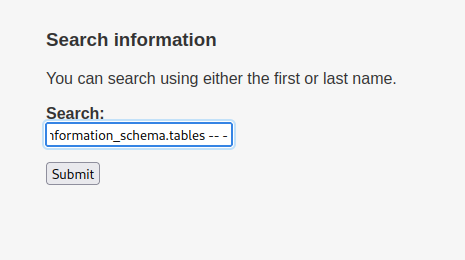 Search information
You can search using either the first or last name.
Search:
nformation_schema.tables -- -
Submit